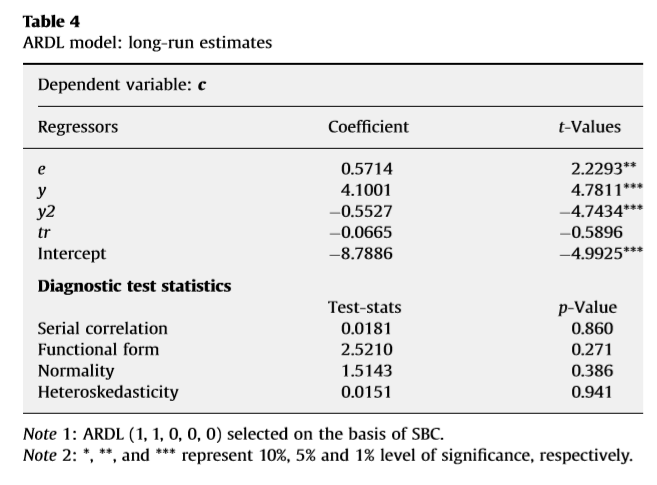 Table 4
ARDL model: long-run estimates
Dependent variable: c
Regressors Coefficient t-Values
e 0.5714 2.2293**
y 4.1001 4.7811***
y2 −0.5527 −4.7434***
tr −0.0665 −0.5896
Intercept −8.7886 −4.9925***
Diagnostic test statistics
Test-stats p-Value
Serial correlation 0.0181 0.860
Functional form 2.5210 0.271
Normality 1.5143 0.386
Heteroskedasticity 0.0151 0.941
Note 1: ARDL (1, 1, 0, 0, 0) selected on the basis of SBC.
Note 2: *, **, and *** represent 10%, 5% and 1% level of significance, respectively.